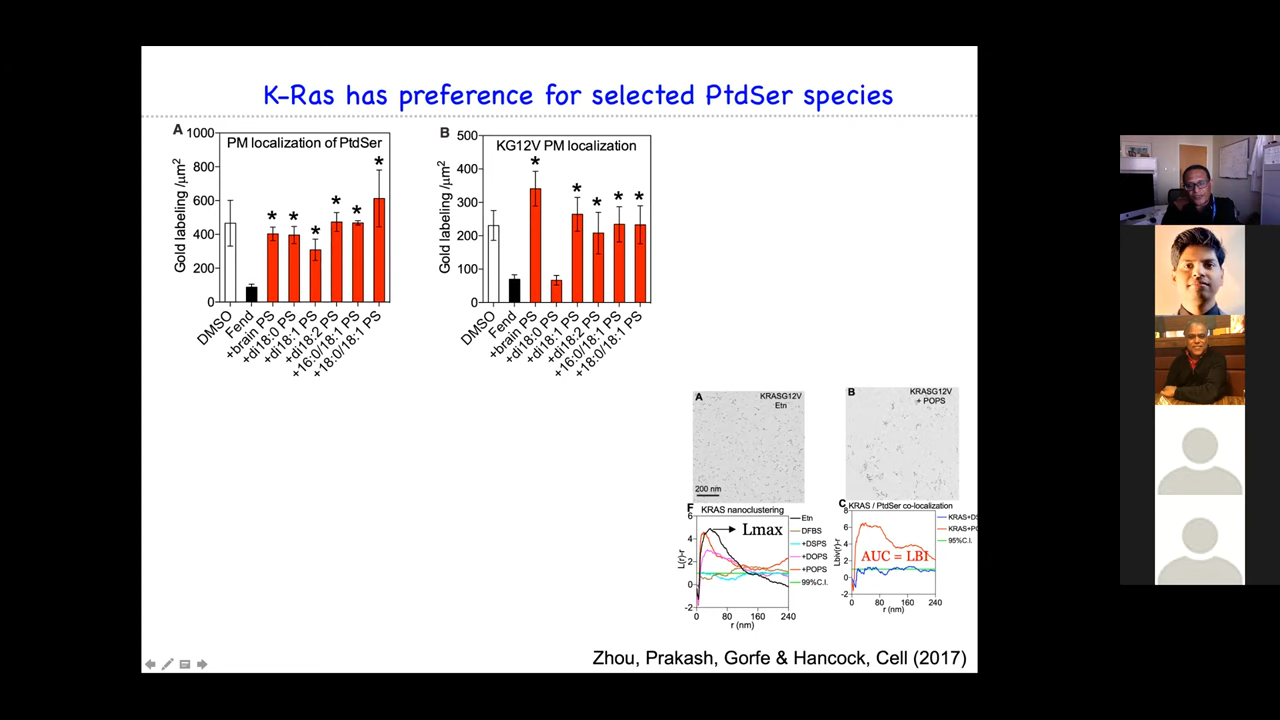 K-Ras has preference for selected PtdSer species
A
PM localization of PtdSer
Gold labeling /μm²
1000
800
600
400
200
0
* * * * * *
DMSO
Fend
+brain PS
+di18:0 PS
+di18:1 PS
+di18:2 PS
+16:0/18:1 PS
+18:0/18:1 PS
B
KG12V PM localization
Gold labeling /μm²
500
400
300
200
100
0
* * * * *
DMSO
Fend
+brain PS
+di18:0 PS
+di18:1 PS
+di18:2 PS
+16:0/18:1 PS
+18:0/18:1 PS
A
KRASG12V
Etn
200 nm
B
KRASG12V
+ POPS
F
KRAS nanoclustering
L(r)-r
6
4
2
0
-2
0 80 160 240
r (nm)
Lmax
Etn
DFBS
+DSPS
+DOPS
+POPS
99%C.I.
C
KRAS / PtdSer co-localization
Lbiv(r)-r
8
6
4
2
0
-2
0 80 160 240
r (nm)
AUC = LBI
KRAS+DS
KRAS+PO
95%C.I.
Zhou, Prakash, Gorfe & Hancock, Cell (2017)